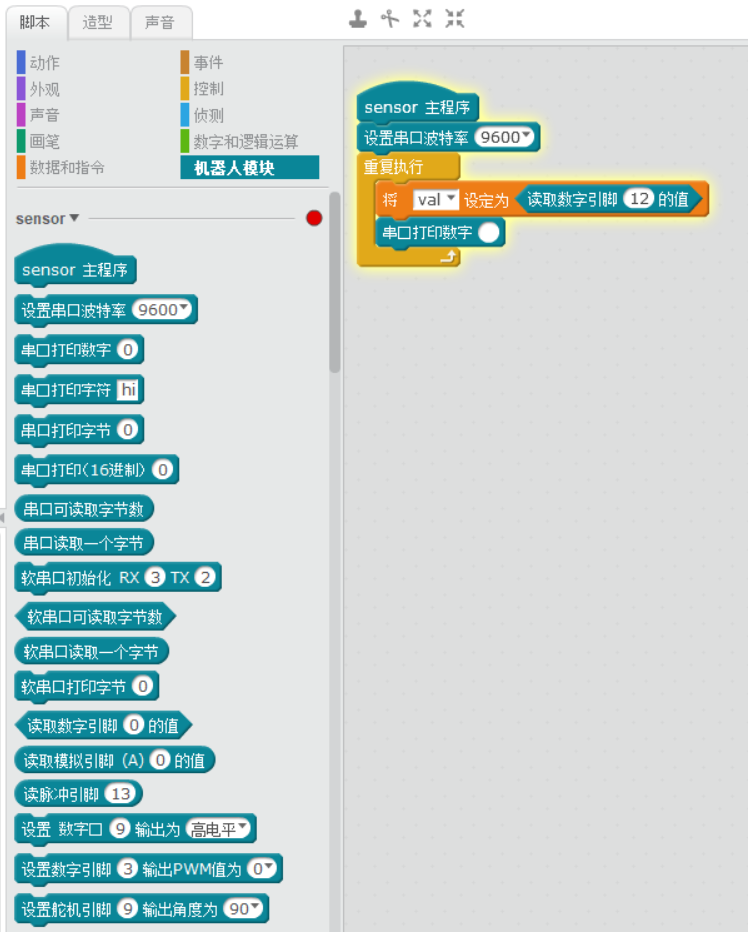 脚本 造型 声音
动作 事件
外观 控制
声音 侦测
画笔 数字和逻辑运算
数据和指令 机器人模块
sensor
sensor 主程序
设置串口波特率 9600
串口打印数字 0
串口打印字符 hi
串口打印字节 0
串口打印(16进制) 0
串口可读取字节数
串口读取一个字节
软串口初始化 RX 3 TX 2
软串口可读取字节数
软串口读取一个字节
软串口打印字节 0
读取数字引脚 0 的值
读取模拟引脚 (A) 0 的值
读脉冲引脚 13
设置 数字口 9 输出为 高电平
设置数字引脚 3 输出PWM值为 0
设置舵机引脚 9 输出角度为 90
sensor 主程序
设置串口波特率 9600
重复执行
将 val 设定为 读取数字引脚 12 的值
串口打印数字